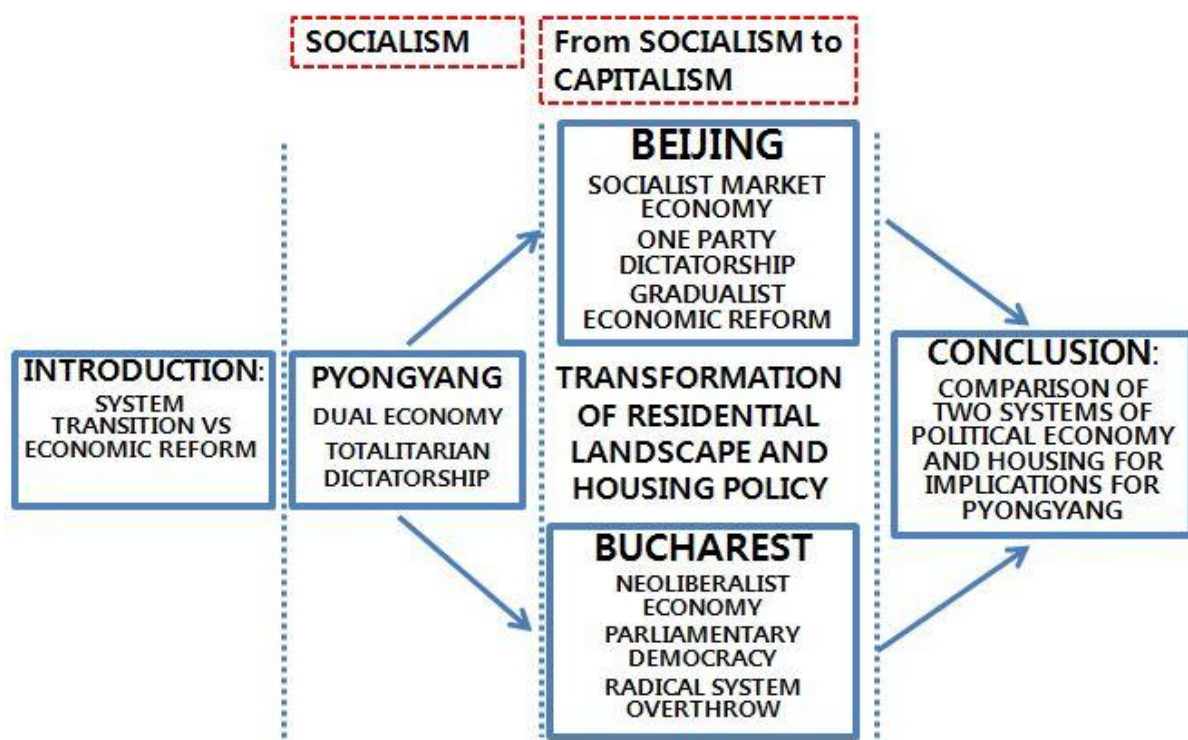 SOCIALISM
From SOCIALISM to
CAPITALISM
INTRODUCTION:
SYSTEM
TRANSITION VS
ECONOMIC REFORM
PYONGYANG
DUAL ECONOMY
TOTALITARIAN
DICTATORSHIP
BEIJING
SOCIALIST MARKET
ECONOMY
ONE PARTY
DICTATORSHIP
GRADUALIST
ECONOMIC REFORM
TRANSFORMATION
OF RESIDENTIAL
LANDSCAPE AND
HOUSING POLICY
BUCHAREST
NEOLIBERALIST
ECONOMY
PARLIAMENTARY
DEMOCRACY
RADICAL SYSTEM
OVERTHROW
CONCLUSION:
COMPARISON OF
TWO SYSTEMS OF
POLITICAL ECONOMY
AND HOUSING FOR
IMPLICATIONS FOR
PYONGYANG